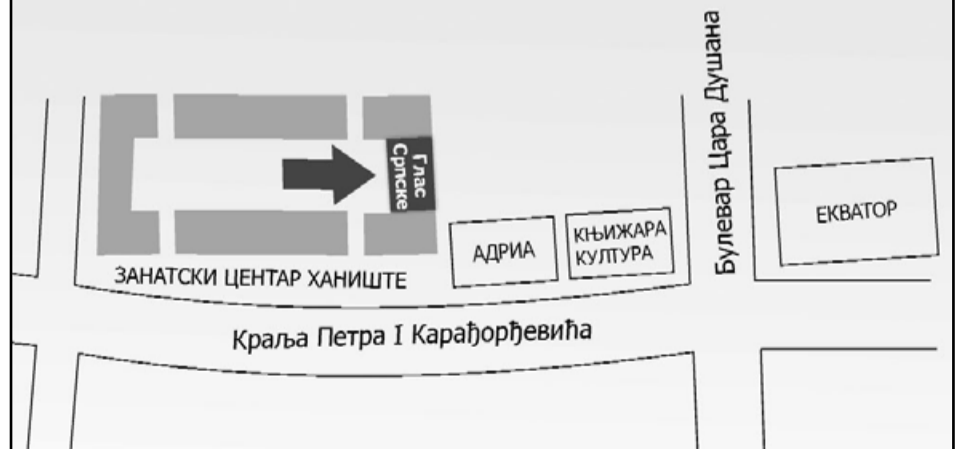 Глас
Српске
Булевар Цара Душана
ЕКВАТОР
АДРИА
КЊИЖАРА
КУЛТУРА
ЗАНАТСКИ ЦЕНТАР ХАНИШТЕ
Краља Петра I Карађорђевића